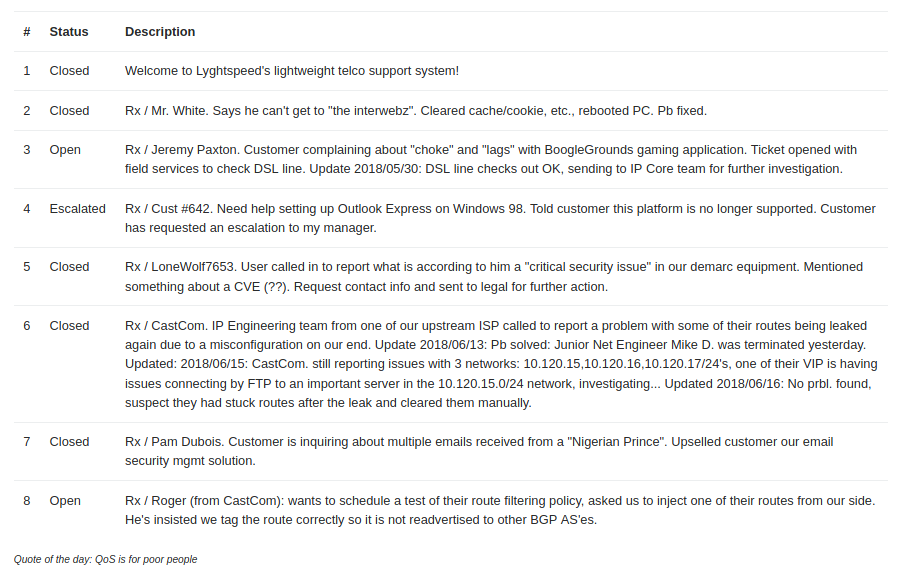 # Status Description
1 Closed Welcome to Lyghtspeed's lightweight telco support system!
2 Closed Rx / Mr. White. Says he can't get to "the interwebz". Cleared cache/cookie, etc., rebooted PC. Pb fixed.
3 Open Rx / Jeremy Paxton. Customer complaining about "choke" and "lags" with BoogleGrounds gaming application. Ticket opened with
field services to check DSL line. Update 2018/05/30: DSL line checks out OK, sending to IP Core team for further investigation.
4 Escalated Rx / Cust #642. Need help setting up Outlook Express on Windows 98. Told customer this platform is no longer supported. Customer
has requested an escalation to my manager.
5 Closed Rx / LoneWolf7653. User called in to report what is according to him a "critical security issue" in our demarc equipment. Mentioned
something about a CVE (??). Request contact info and sent to legal for further action.
6 Closed Rx / CastCom. IP Engineering team from one of our upstream ISP called to report a problem with some of their routes being leaked
again due to a misconfiguration on our end. Update 2018/06/13: Pb solved: Junior Net Engineer Mike D. was terminated yesterday.
Updated: 2018/06/15: CastCom. still reporting issues with 3 networks: 10.120.15,10.120.16,10.120.17/24's, one of their VIP is having
issues connecting by FTP to an important server in the 10.120.15.0/24 network, investigating... Updated 2018/06/16: No prbl. found,
suspect they had stuck routes after the leak and cleared them manually.
7 Closed Rx / Pam Dubois. Customer is inquiring about multiple emails received from a "Nigerian Prince". Upselled customer our email
security mgmt solution.
8 Open Rx / Roger (from CastCom): wants to schedule a test of their route filtering policy, asked us to inject one of their routes from our side.
He's insisted we tag the route correctly so it is not readvertised to other BGP AS'es.
Quote of the day: QoS is for poor people